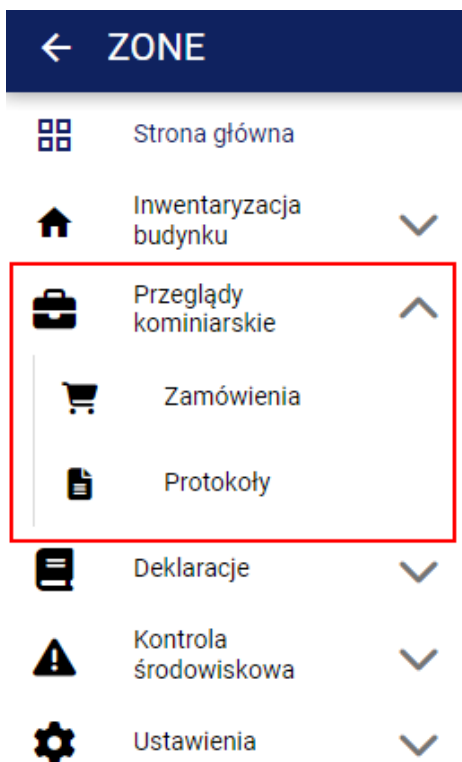 ZONE
Strona główna
Inwentaryzacja
budynku
Przeglądy
kominiarskie
Zamówienia
Protokoły
Deklaracje
Kontrola
środowiskowa
Ustawienia